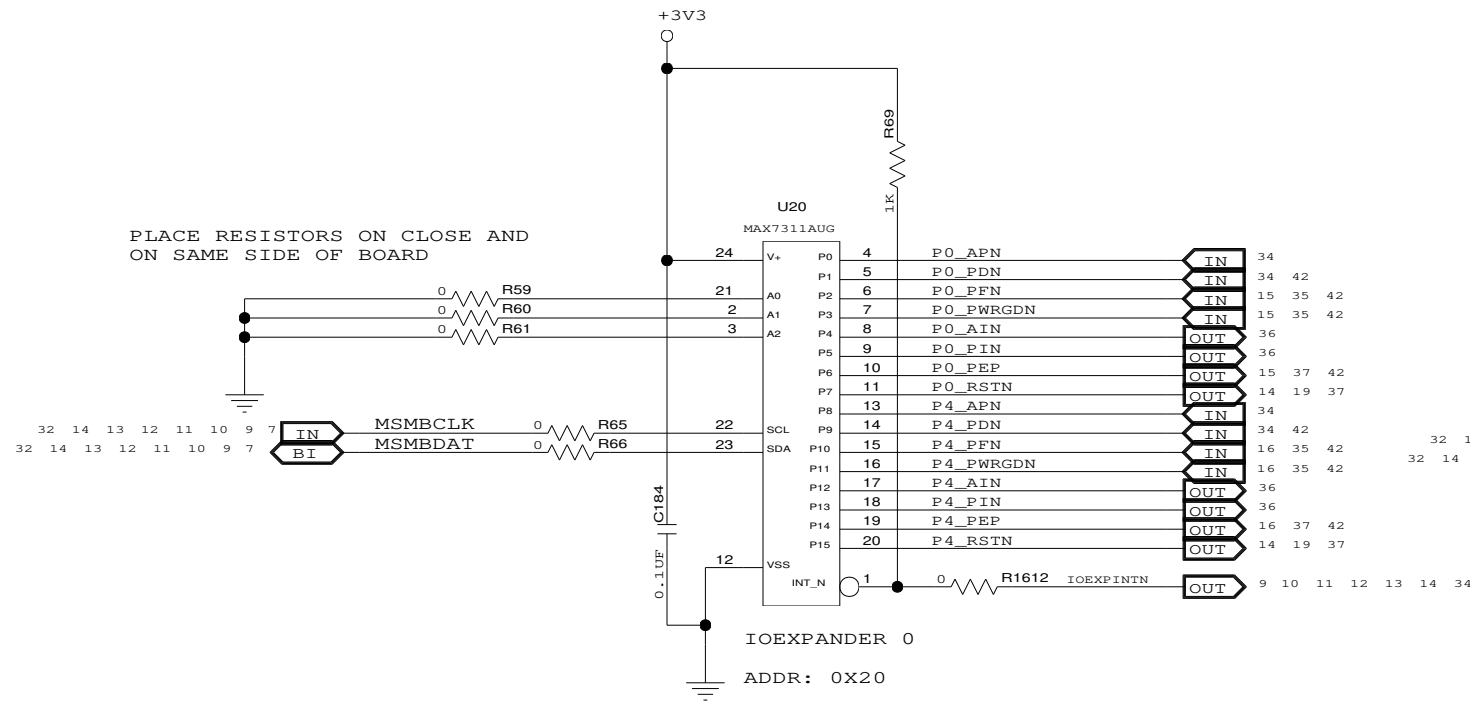 +3V3
R69
1K
U20
MAX7311AUG
PLACE RESISTORS ON CLOSE AND
ON SAME SIDE OF BOARD
24 V+ P0 4 P0_APN IN 34
P1 5 P0_PDN IN 34 42
0 R59 21 A0 P2 6 P0_PFN IN 15 35 42
0 R60 2 A1 P3 7 P0_PWRGDN IN 15 35 42
0 R61 3 A2 P4 8 P0_AIN OUT 36
P5 9 P0_PIN OUT 36
P6 10 P0_PEP OUT 15 37 42
P7 11 P0_RSTN OUT 14 19 37
P8 13 P4_APN IN 34
32 14 13 12 11 10 9 7 IN MSMBCLK 0 R65 22 SCL P9 14 P4_PDN IN 34 42
32 14 13 12 11 10 9 7 BI MSMBDAT 0 R66 23 SDA P10 15 P4_PFN IN 16 35 42
32 1
P11 16 P4_PWRGDN IN 16 35 42
32 14
P12 17 P4_AIN OUT 36
P13 18 P4_PIN OUT 36
P14 19 P4_PEP OUT 16 37 42
P15 20 P4_RSTN OUT 14 19 37
C184
0.1UF
12 VSS
INT_N 1 0 R1612 IOEXPINTN OUT 9 10 11 12 13 14 34
IOEXPANDER 0
ADDR: 0X20